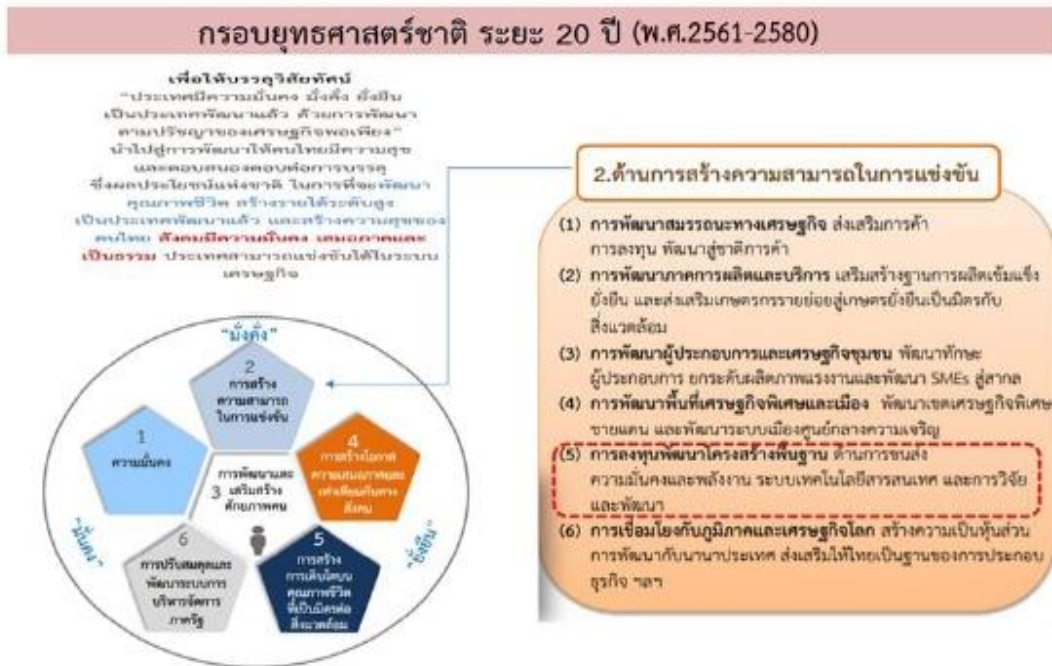 กรอบยุทธศาสตร์ชาติ ระยะ 20 ปี (พ.ศ.2561-2580)
เพื่อให้บรรลุวิสัยทัศน์
"ประเทศมีความมั่นคง มั่งคั่ง ยั่งยืน
เป็นประเทศพัฒนาแล้ว ด้วยการพัฒนา
ตามปรัชญาของเศรษฐกิจพอเพียง"
นำไปสู่การพัฒนาให้คนไทยมีความสุข
และตอบสนองตอบต่อการบรรลุ
ซึ่งผลประโยชน์แห่งชาติ ในการที่จะพัฒนา
คุณภาพชีวิต สร้างรายได้ระดับสูง
เป็นประเทศพัฒนาแล้ว และสร้างความสุขของ
คนไทย สังคมมีความมั่นคง เสมอภาคและ
เป็นธรรม ประเทศสามารถแข่งขันได้ในระบบ
เศรษฐกิจ
"มั่งคั่ง"
2
การสร้าง
ความสามารถ
ในการแข่งขัน
1
ความมั่นคง
4
การสร้างโอกาส
ความเสมอภาคและ
เท่าเทียมกันทาง
สังคม
การพัฒนาและ
3 เสริมสร้าง
ศักยภาพคน
"มั่นคง"
"ยั่งยืน"
6
การปรับสมดุลและ
พัฒนาระบบการ
บริหารจัดการ
ภาครัฐ
5
การสร้าง
การเติบโตบน
คุณภาพชีวิต
ที่เป็นมิตรต่อ
สิ่งแวดล้อม
2.ด้านการสร้างความสามารถในการแข่งขัน
(1) การพัฒนาสมรรถนะทางเศรษฐกิจ ส่งเสริมการค้า
การลงทุน พัฒนาสู่ชาติการค้า
(2) การพัฒนาภาคการผลิตและบริการ เสริมสร้างฐานการผลิตเข้มแข็ง
ยั่งยืน และส่งเสริมเกษตรกรรายย่อยสู่เกษตรยั่งยืนเป็นมิตรกับ
สิ่งแวดล้อม
(3) การพัฒนาผู้ประกอบการและเศรษฐกิจชุมชน พัฒนาทักษะ
ผู้ประกอบการ ยกระดับผลิตภาพแรงงานและพัฒนา SMEs สู่สากล
(4) การพัฒนาพื้นที่เศรษฐกิจพิเศษและเมือง พัฒนาเขตเศรษฐกิจพิเศษ
ชายแดน และพัฒนาระบบเมืองศูนย์กลางความเจริญ
(5) การลงทุนพัฒนาโครงสร้างพื้นฐาน ด้านการขนส่ง
ความมั่นคงและพลังงาน ระบบเทคโนโลยีสารสนเทศ และการวิจัย
และพัฒนา
(6) การเชื่อมโยงกับภูมิภาคและเศรษฐกิจโลก สร้างความเป็นหุ้นส่วน
การพัฒนากับนานาประเทศ ส่งเสริมให้ไทยเป็นฐานของการประกอบ
ธุรกิจ ฯลฯ